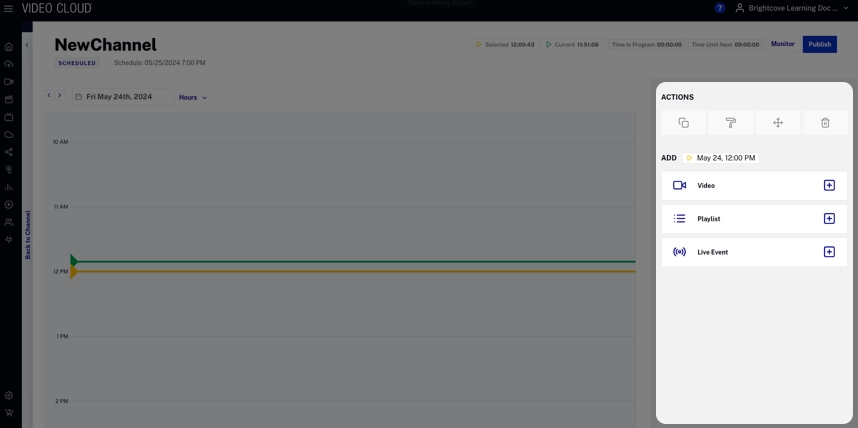 VIDEO CLOUD
? Brightcove Learning Doc ...
NewChannel
Selected 12:00:43
Current 11:51:08
Time In Program 00:00:00
Time Until Next 00:00:00
Monitor
Publish
SCHEDULED
Schedule: 05/25/2024 7:00 PM
Fri May 24th, 2024
Hours
10 AM
11 AM
12 PM
1 PM
2 PM
Back to Channel
ACTIONS
ADD May 24, 12:00 PM
Video
Playlist
Live Event